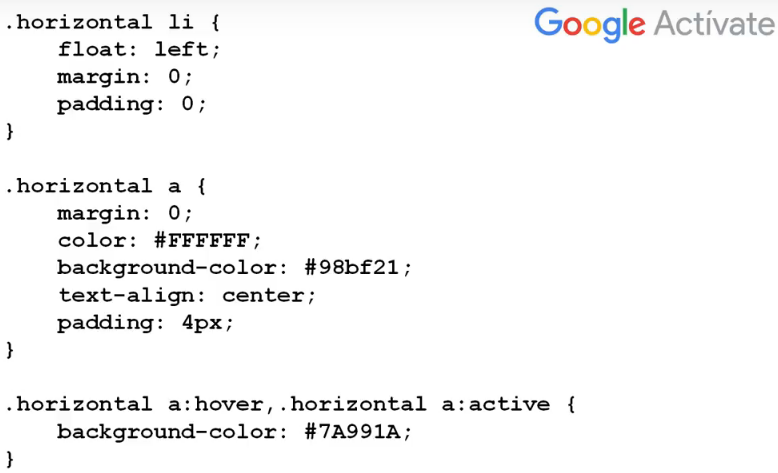 Google Actívate
.horizontal li {
    float: left;
    margin: 0;
    padding: 0;
}
.horizontal a {
    margin: 0;
    color: #FFFFFF;
    background-color: #98bf21;
    text-align: center;
    padding: 4px;
}
.horizontal a:hover,.horizontal a:active {
    background-color: #7A991A;
}